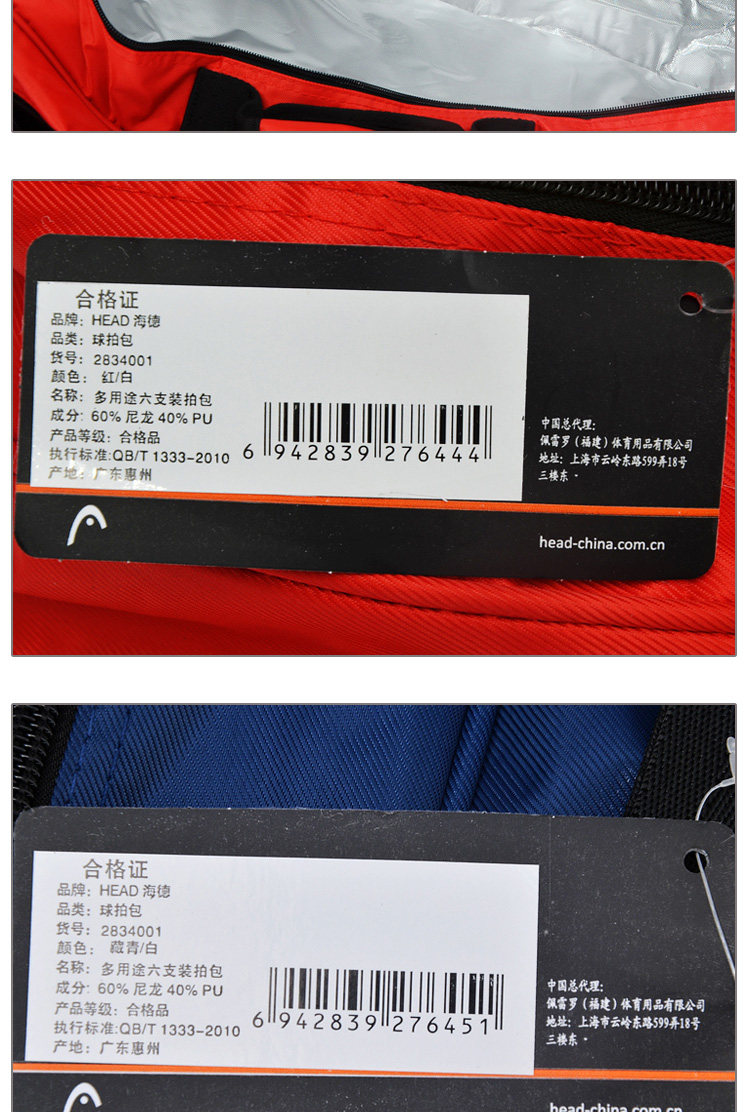 合格证
品牌: HEAD 海德
品类: 球拍包
货号: 2834001
颜色: 红/白
名称: 多用途六支装拍包
成分: 60% 尼龙 40% PU
产品等级: 合格品
执行标准:QB/T 1333-2010
产地: 广东惠州
6 942839 276444
中国总代理:
佩雷罗（福建）体育用品有限公司
地址: 上海市云岭东路599弄18号
三楼东
head-china.com.cn
合格证
品牌: HEAD 海德
品类: 球拍包
货号: 2834001
颜色: 藏青/白
名称: 多用途六支装拍包
成分: 60% 尼龙 40% PU
产品等级: 合格品
执行标准:QB/T 1333-2010
产地: 广东惠州
6 942839 276451
中国总代理:
佩雷罗（福建）体育用品有限公司
地址: 上海市云岭东路599弄18号
三楼东
head-china.com.cn